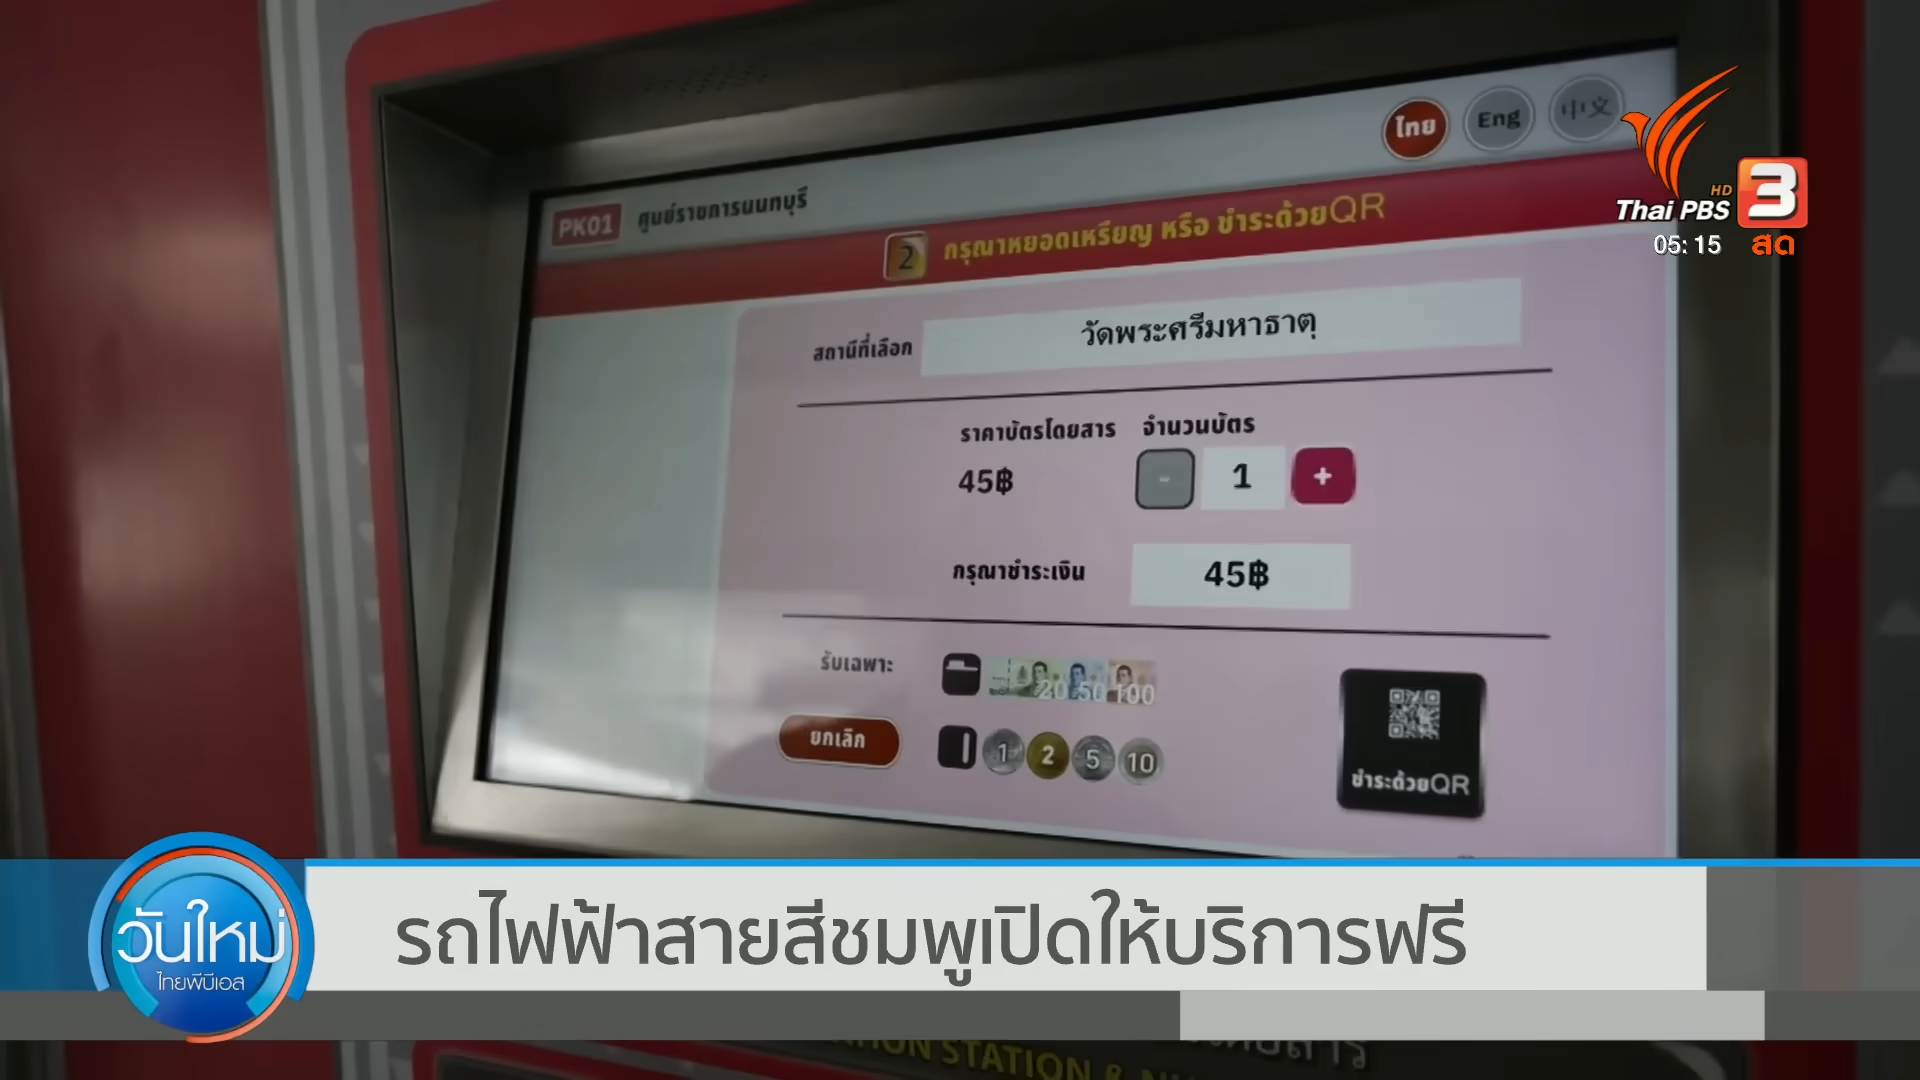 ไทย Eng 中文
PK01 ศูนย์ราชการนนทบุรี
2 กรุณาหยอดเหรียญ หรือ ชำระด้วยQR
Thai PBS HD 3
05:15 สด
สถานีที่เลือก วัดพระศรีมหาธาตุ
ราคาบัตรโดยสาร จำนวนบัตร
45฿ - 1 +
กรุณาชำระเงิน 45฿
รับเฉพาะ 20 50 100
ยกเลิก 1 2 5 10
ชำระด้วยQR
วันใหม่
ไทยพีบีเอส
รถไฟฟ้าสายสีชมพูเปิดให้บริการฟรี
STATION &